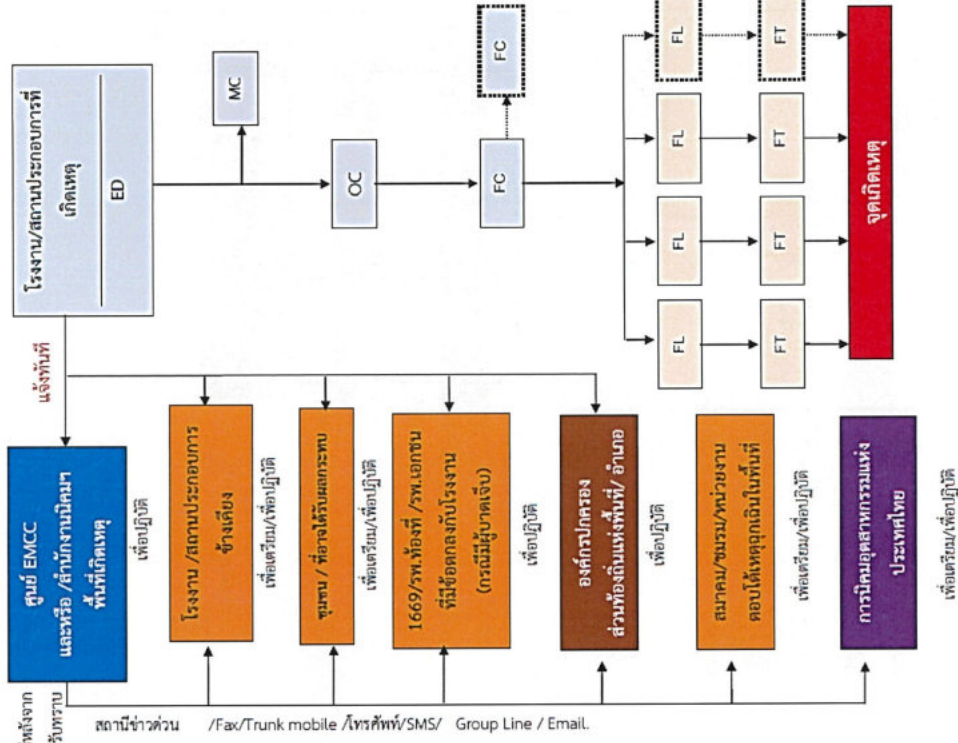 โรงงาน/สถานประกอบการที่
เกิดเหตุ
ED
แจ้งทันที
MC
OC
FC
FC
FL
FL
FL
FL
FT
FT
FT
FT
จุดเกิดเหตุ
ศูนย์ EMCC
และหรือ /สำนักงานนิคมฯ
พื้นที่เกิดเหตุ
เพื่อปฏิบัติ
โรงงาน /สถานประกอบการ
ข้างเคียง
เพื่อเตรียม/เพื่อปฏิบัติ
ชุมชน / ที่อาจได้รับผลกระทบ
เพื่อเตรียม/เพื่อปฏิบัติ
1669/รพ.ท้องที่ /รพ.เอกชน
ที่มีข้อตกลงกับโรงงาน
(กรณีมีผู้บาดเจ็บ)
เพื่อปฏิบัติ
องค์กรปกครอง
ส่วนท้องถิ่นแห่งพื้นที่/ อำเภอ
เพื่อปฏิบัติ
สมาคม/ชมรม/หน่วยงาน
ตอบโต้เหตุฉุกเฉินในพื้นที่
เพื่อเตรียม/เพื่อปฏิบัติ
การนิคมอุตสาหกรรมแห่ง
ประเทศไทย
เพื่อเตรียม/เพื่อปฏิบัติ
หลังจาก
รับทราบ
สถานีข่าวด่วน /Fax/Trunk mobile /โทรศัพท์/SMS/ Group Line / Email.